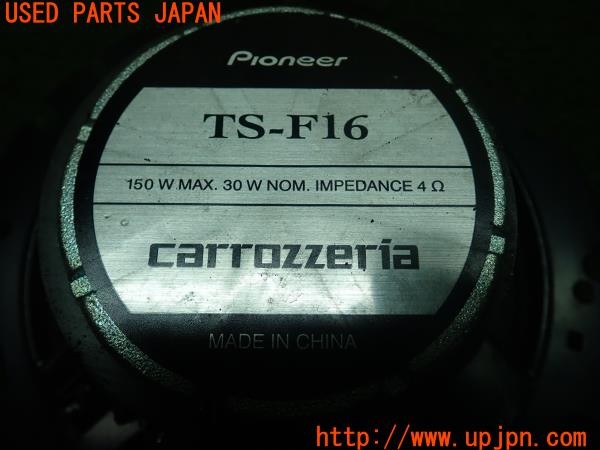 USED PARTS JAPAN
Pioneer
TS-F16
150 W MAX. 30 W NOM. IMPEDANCE 4 Ω
carrozzeria
MADE IN CHINA
http://www.upjpn.com